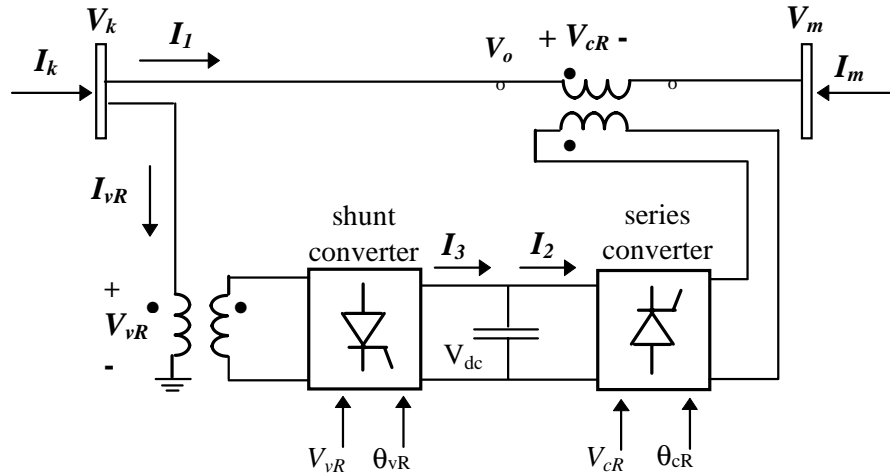 V_k
I_1
V_o
+ V_cR -
V_m
I_k
I_m
I_vR
shunt
converter
I_3
I_2
series
converter
+
V_vR
-
V_dc
V_vR
θ_vR
V_cR
θ_cR